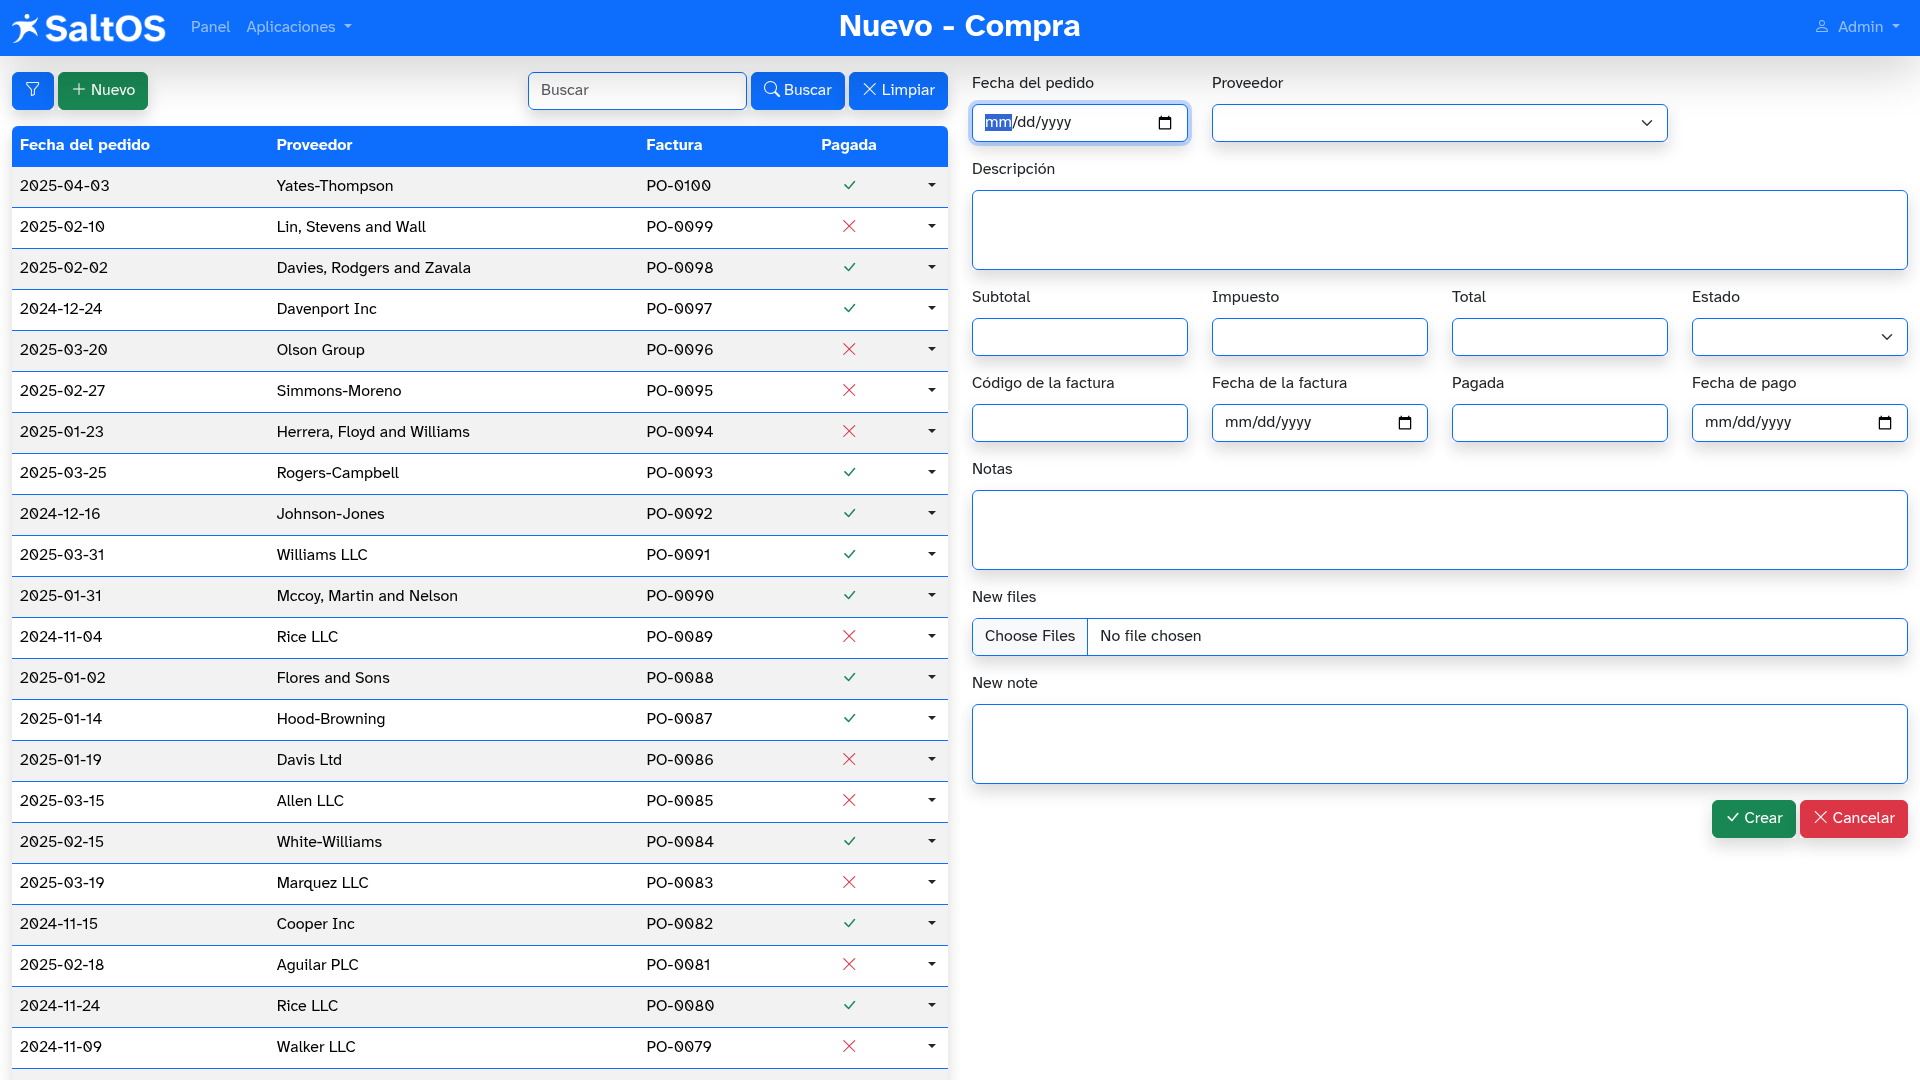 SaltOS
Panel
Aplicaciones
Nuevo - Compra
Admin
Nuevo
Buscar
Buscar
Limpiar
Fecha del pedido Proveedor Factura Pagada
2025-04-03 Yates-Thompson PO-0100
2025-02-10 Lin, Stevens and Wall PO-0099
2025-02-02 Davies, Rodgers and Zavala PO-0098
2024-12-24 Davenport Inc PO-0097
2025-03-20 Olson Group PO-0096
2025-02-27 Simmons-Moreno PO-0095
2025-01-23 Herrera, Floyd and Williams PO-0094
2025-03-25 Rogers-Campbell PO-0093
2024-12-16 Johnson-Jones PO-0092
2025-03-31 Williams LLC PO-0091
2025-01-31 Mccoy, Martin and Nelson PO-0090
2024-11-04 Rice LLC PO-0089
2025-01-02 Flores and Sons PO-0088
2025-01-14 Hood-Browning PO-0087
2025-01-19 Davis Ltd PO-0086
2025-03-15 Allen LLC PO-0085
2025-02-15 White-Williams PO-0084
2025-03-19 Marquez LLC PO-0083
2024-11-15 Cooper Inc PO-0082
2025-02-18 Aguilar PLC PO-0081
2024-11-24 Rice LLC PO-0080
2024-11-09 Walker LLC PO-0079
Fecha del pedido Proveedor
mm/dd/yyyy
Descripción
Subtotal Impuesto Total Estado
Código de la factura Fecha de la factura Pagada Fecha de pago
mm/dd/yyyy mm/dd/yyyy
Notas
New files
Choose Files No file chosen
New note
Crear Cancelar